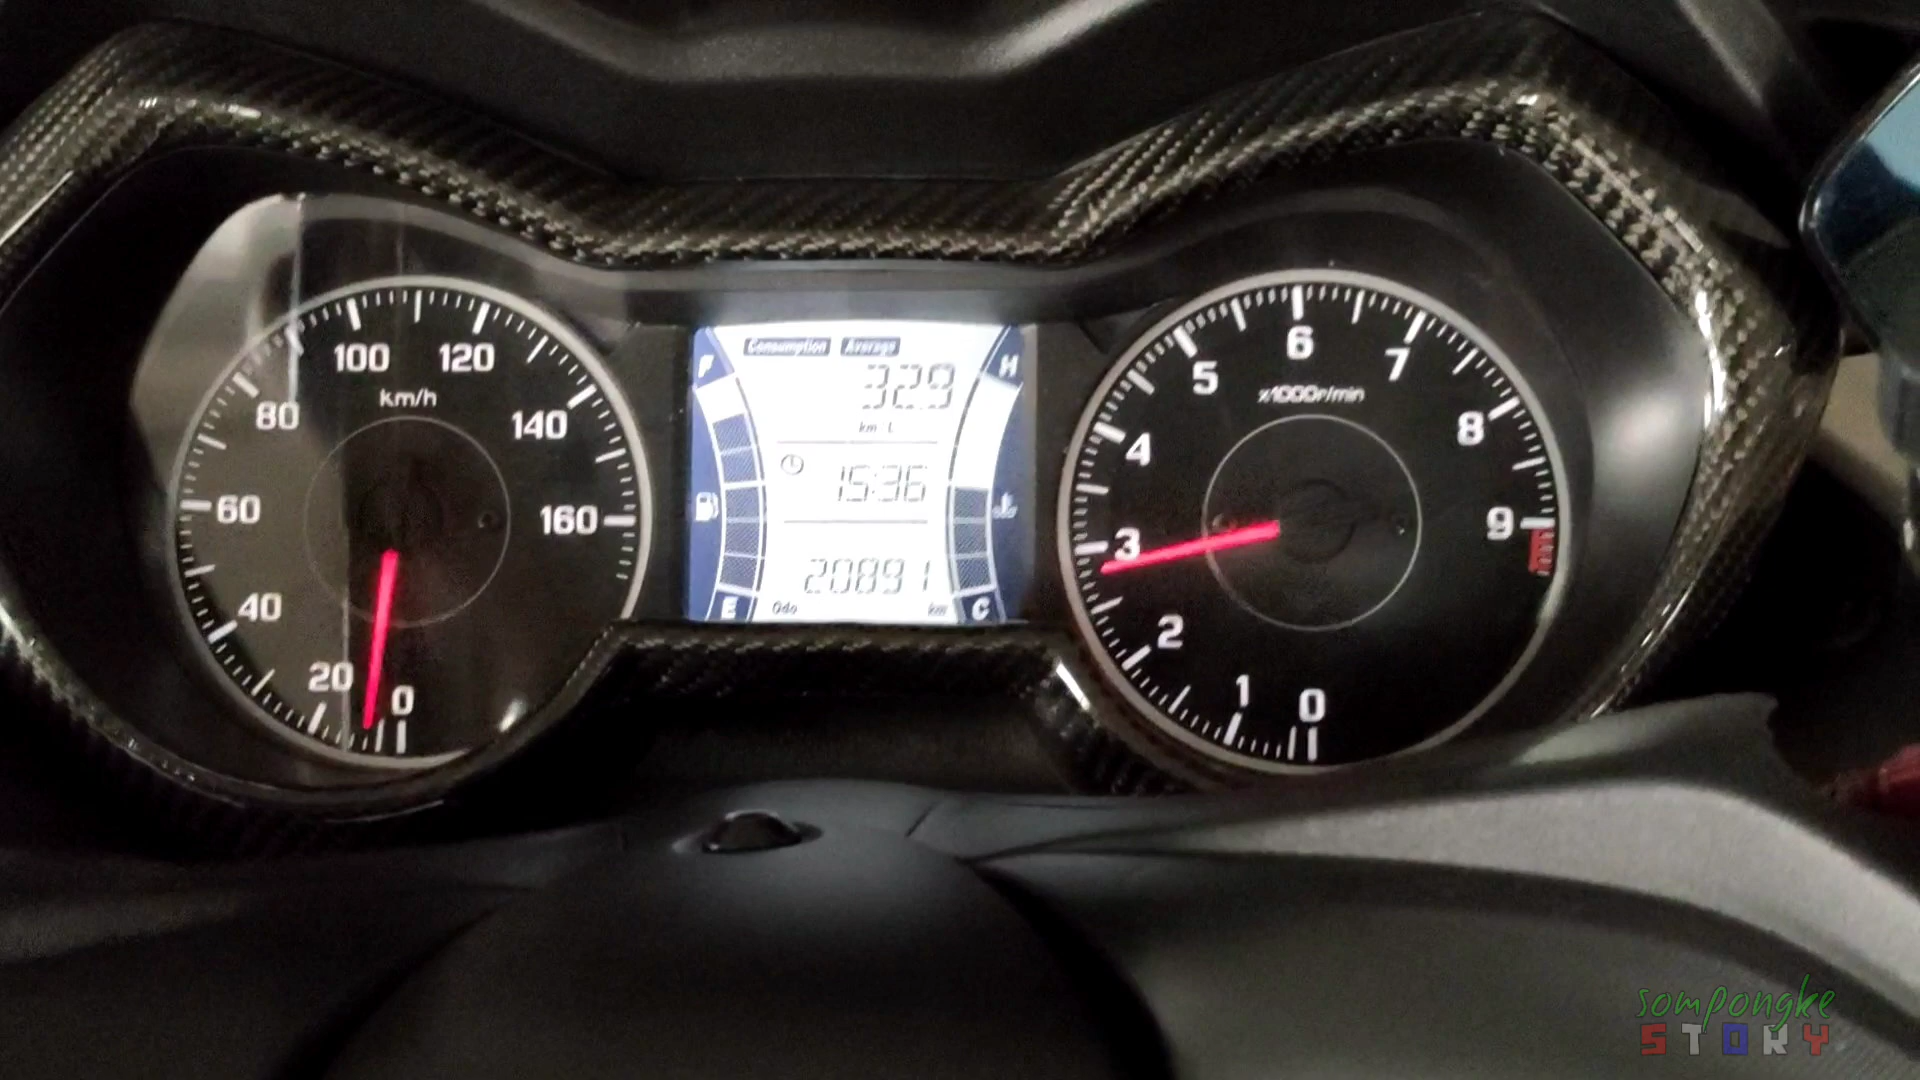 100 120
km/h
80 140
60 160
40
20 0
F H
Consumption Average
32.9
km/L
15:36
20891
E Odo km C
6
5 7
x1000r/min
4 8
3 9
2
1 0
sompongke
STORY